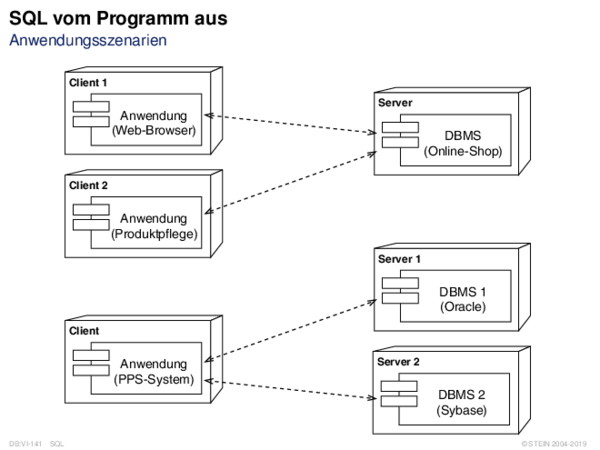 SQL vom Programm aus
Anwendungsszenarien
Client 1
Anwendung
(Web-Browser)
Server
DBMS
(Online-Shop)
Client 2
Anwendung
(Produktpflege)
Server 1
DBMS 1
(Oracle)
Client
Anwendung
(PPS-System)
Server 2
DBMS 2
(Sybase)
DB:VI-141 SQL
©STEIN 2004-2019